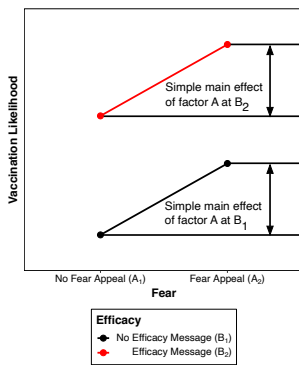 Vaccination Likelihood
Simple main effect
of factor A at B₂
Simple main effect
of factor A at B₁
No Fear Appeal (A₁)
Fear Appeal (A₂)
Fear
Efficacy
No Efficacy Message (B₁)
Efficacy Message (B₂)